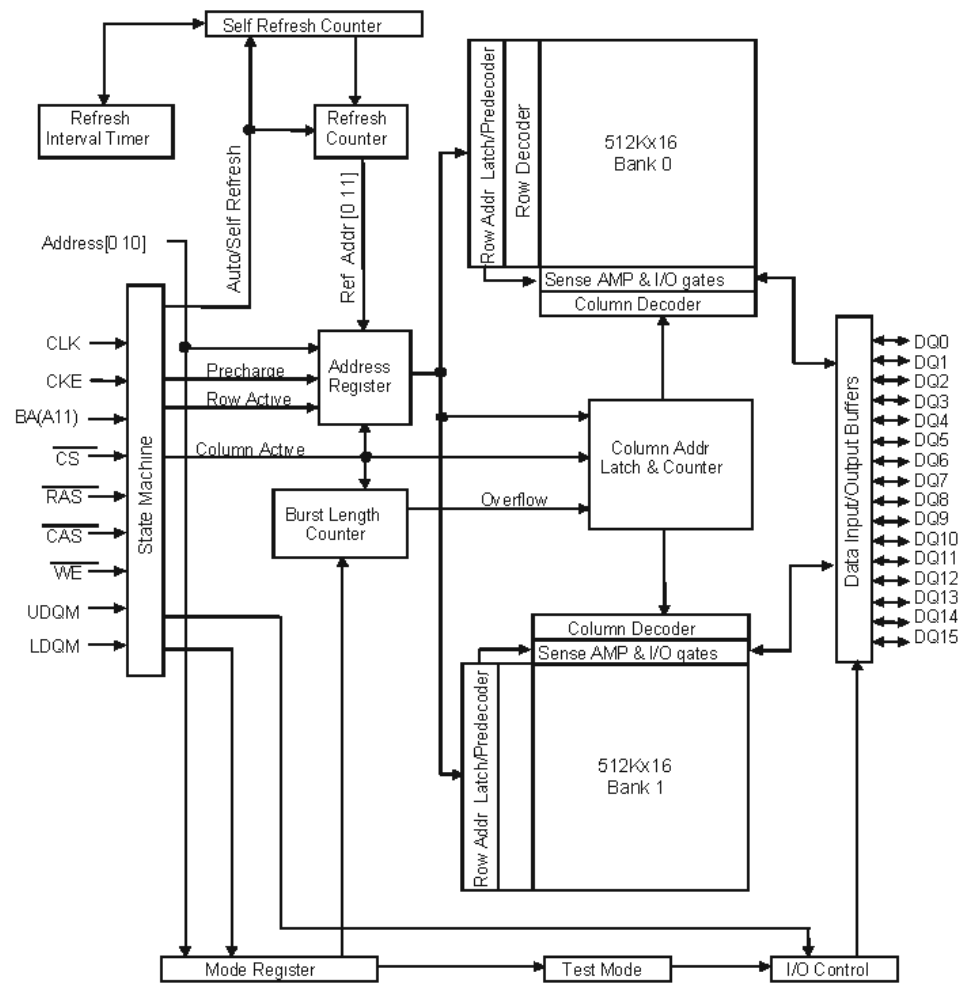 Self Refresh Counter
Refresh
Interval Timer
Refresh
Counter
Auto/Self Refresh
Ref Addr [0 11]
Address[0 10]
State Machine
CLK
CKE
BA(A11)
CS
RAS
CAS
WE
UDQM
LDQM
Precharge
Row Active
Column Active
Address
Register
Burst Length
Counter
Overflow
Row Addr Latch/Predecoder
Row Decoder
512Kx16
Bank 0
Sense AMP & I/O gates
Column Decoder
Column Addr
Latch & Counter
Column Decoder
Sense AMP & I/O gates
Row Addr Latch/Predecoder
512Kx16
Bank 1
Data Input/Output Buffers
DQ0
DQ1
DQ2
DQ3
DQ4
DQ5
DQ6
DQ7
DQ8
DQ9
DQ10
DQ11
DQ12
DQ13
DQ14
DQ15
Mode Register
Test Mode
I/O Control